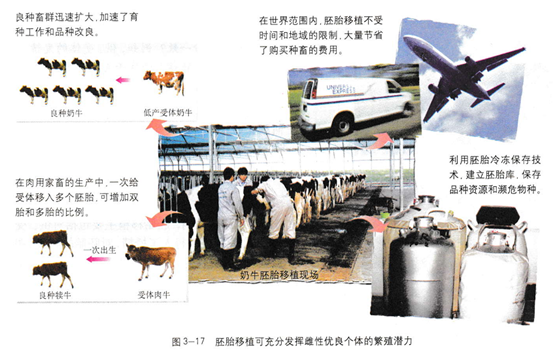 良种畜群迅速扩大，加速了育
种工作和品种改良。
良种奶牛
低产受体奶牛
在世界范围内，胚胎移植不受
时间和地域的限制，大量节省
了购买种畜的费用。
UNIVERSAL
EXPRESS
利用胚胎冷冻保存技
术，建立胚胎库，保存
品种资源和濒危物种。
在肉用家畜的生产中，一次给
受体移入多个胚胎，可增加双
胎和多胎的比例。
一次出生
良种犊牛
受体肉牛
奶牛胚胎移植现场
图3-17 胚胎移植可充分发挥雌性优良个体的繁殖潜力